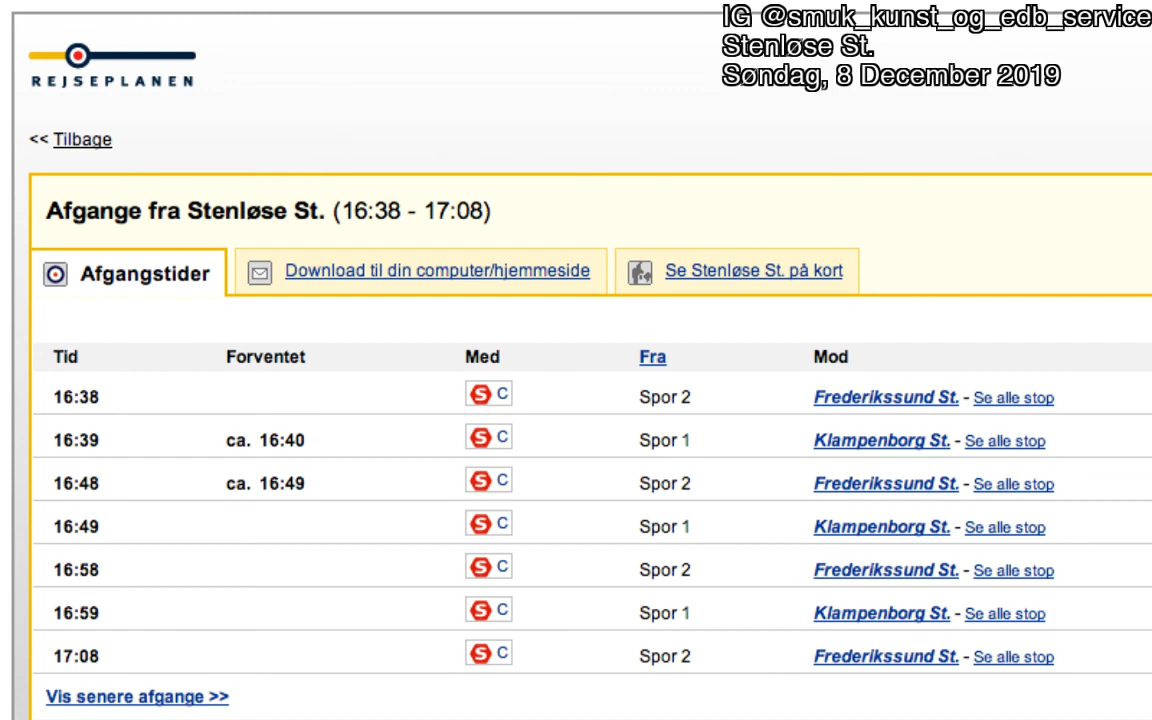 IG @smuk_kunst_og_edb_service
Stenløse St.
Søndag, 8 December 2019
REJSEPLANEN
<< Tilbage
Afgange fra Stenløse St. (16:38 - 17:08)
Afgangstider Download til din computer/hjemmeside Se Stenløse St. på kort
Tid Forventet Med Fra Mod
16:38 S C Spor 2 Frederikssund St. - Se alle stop
16:39 ca. 16:40 S C Spor 1 Klampenborg St. - Se alle stop
16:48 ca. 16:49 S C Spor 2 Frederikssund St. - Se alle stop
16:49 S C Spor 1 Klampenborg St. - Se alle stop
16:58 S C Spor 2 Frederikssund St. - Se alle stop
16:59 S C Spor 1 Klampenborg St. - Se alle stop
17:08 S C Spor 2 Frederikssund St. - Se alle stop
Vis senere afgange >>